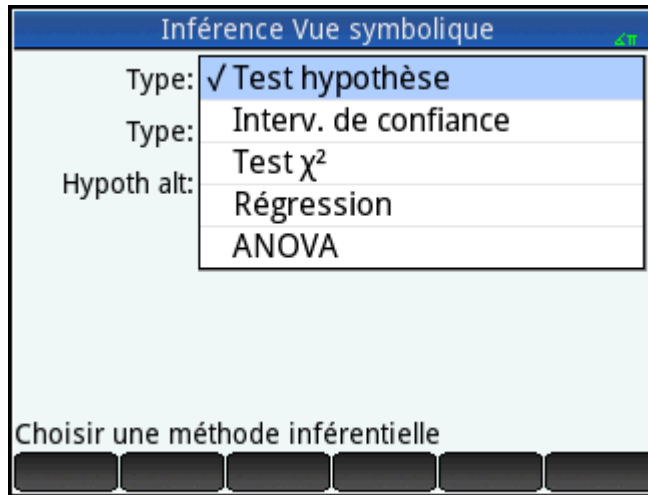 Inférence Vue symbolique
∡π
Type:
√ Test hypothèse
Interv. de confiance
Type:
Test χ²
Hypoth alt:
Régression
ANOVA
Choisir une méthode inférentielle